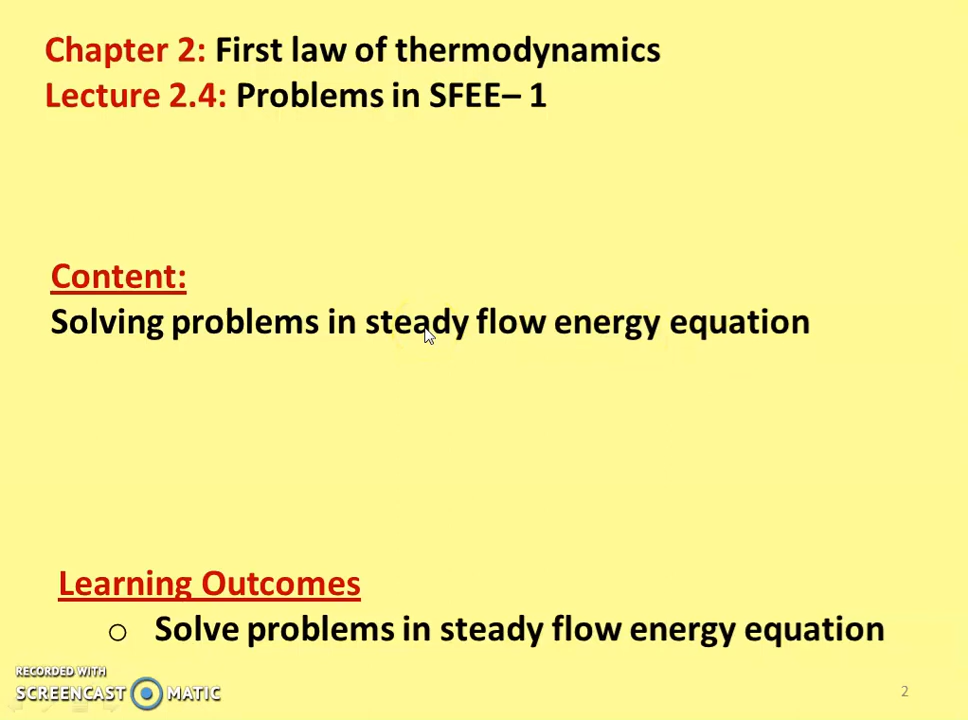 Chapter 2: First law of thermodynamics
Lecture 2.4: Problems in SFEE– 1
Content:
Solving problems in steady flow energy equation
Learning Outcomes
o Solve problems in steady flow energy equation
RECORDED WITH
SCREENCAST MATIC
2